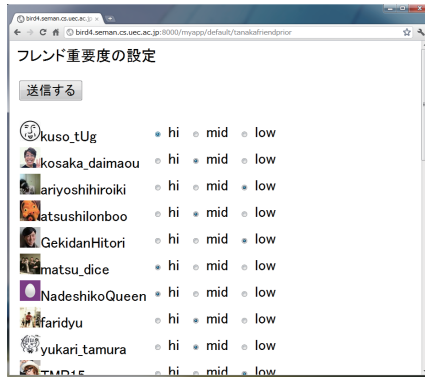 bird4.seman.cs.uec.ac.jp
bird4.seman.cs.uec.ac.jp:8000/myapp/default/tanakafriendprior
フレンド重要度の設定
送信する
kuso_tUg hi mid low
kosaka_daimaou hi mid low
ariyoshihiroiki hi mid low
atsushilonboo hi mid low
GekidanHitori hi mid low
matsu_dice hi mid low
NadeshikoQueen hi mid low
faridyu hi mid low
yukari_tamura hi mid low
TMR15 hi mid low